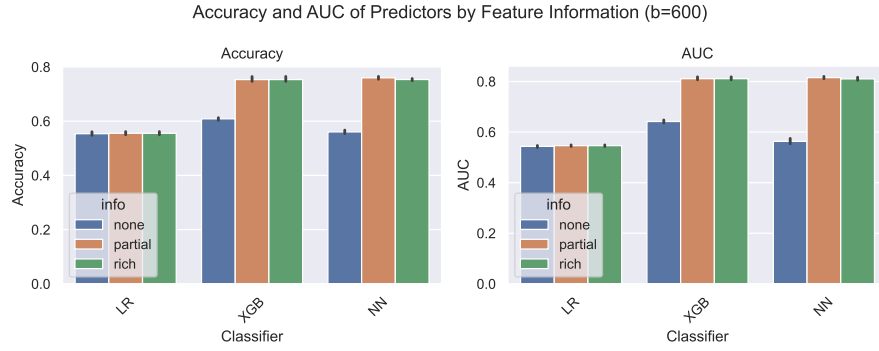 Accuracy and AUC of Predictors by Feature Information (b=600)
Accuracy
0.8
0.6
0.4
0.2
0.0
Accuracy
info
none
partial
rich
LR
XGB
NN
Classifier
AUC
0.8
0.6
0.4
0.2
0.0
AUC
info
none
partial
rich
LR
XGB
NN
Classifier